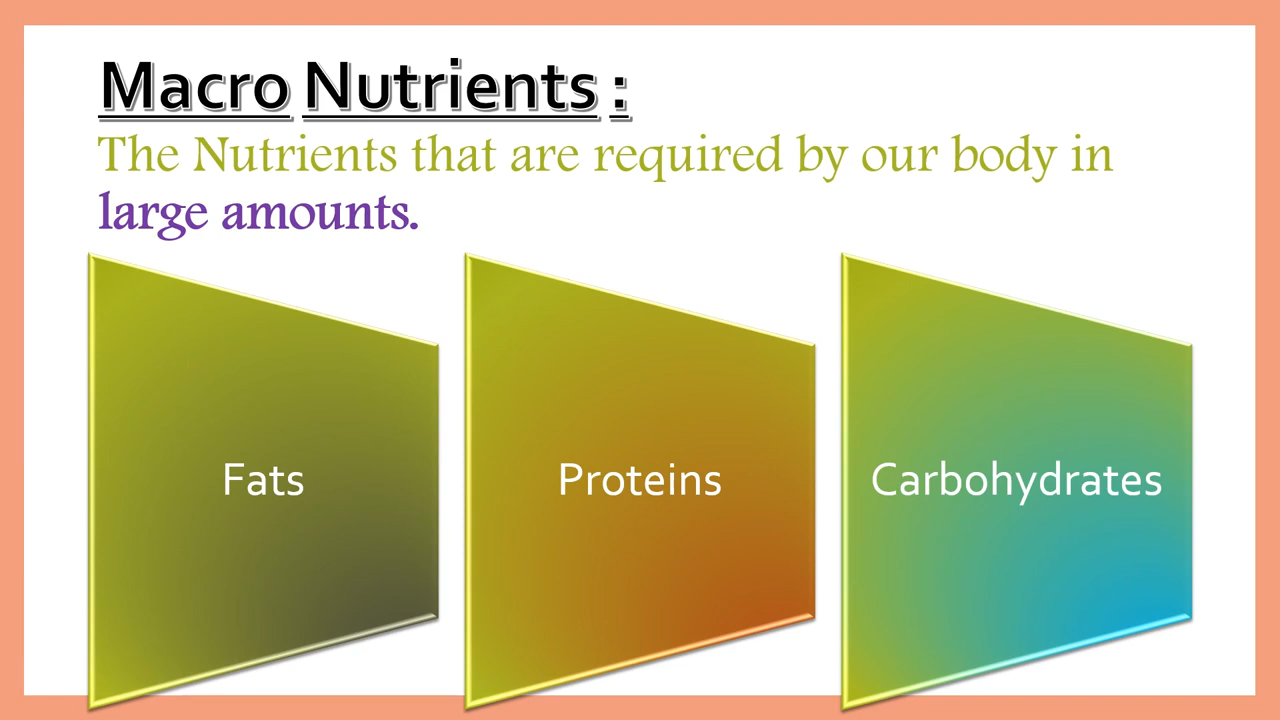 Macro Nutrients :
The Nutrients that are required by our body in
large amounts.
Fats
Proteins
Carbohydrates